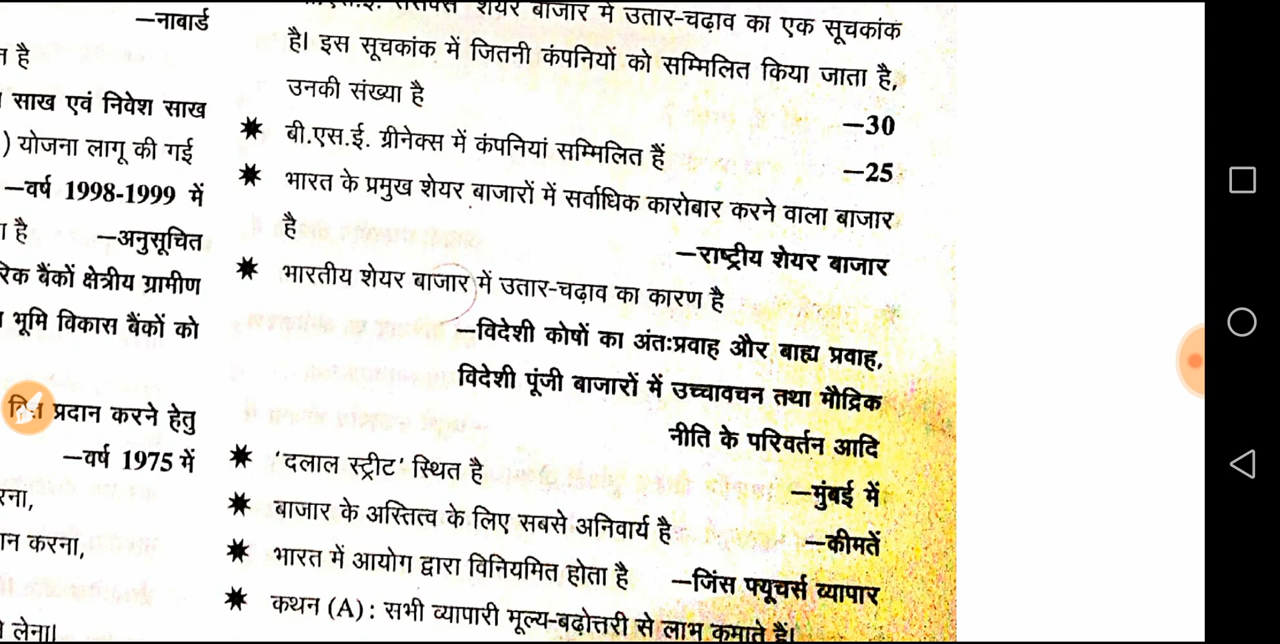 —नाबार्ड
है
साख एवं निवेश साख
) योजना लागू की गई
—वर्ष 1998-1999 में
है
—अनुसूचित
बैंकों क्षेत्रीय ग्रामीण
भूमि विकास बैंकों को
प्रदान करने हेतु
—वर्ष 1975 में
करना,
लेना।
शेयर बाजार में उतार-चढ़ाव का एक सूचकांक
है। इस सूचकांक में जितनी कंपनियों को सम्मिलित किया जाता है,
उनकी संख्या है
—30
✷ बी.एस.ई. ग्रीनेक्स में कंपनियां सम्मिलित हैं
—25
✷ भारत के प्रमुख शेयर बाजारों में सर्वाधिक कारोबार करने वाला बाजार
है
—राष्ट्रीय शेयर बाजार
✷ भारतीय शेयर बाजार में उतार-चढ़ाव का कारण है
—विदेशी कोषों का अंतःप्रवाह और बाह्य प्रवाह,
विदेशी पूंजी बाजारों में उच्चावचन तथा मौद्रिक
नीति के परिवर्तन आदि
✷ 'दलाल स्ट्रीट' स्थित है
—मुंबई में
✷ बाजार के अस्तित्व के लिए सबसे अनिवार्य है
—कीमतें
✷ भारत में आयोग द्वारा विनियमित होता है
—जिंस फ्यूचर्स व्यापार
✷ कथन (A) : सभी व्यापारी मूल्य-बढ़ोत्तरी से लाभ कमाते हैं।